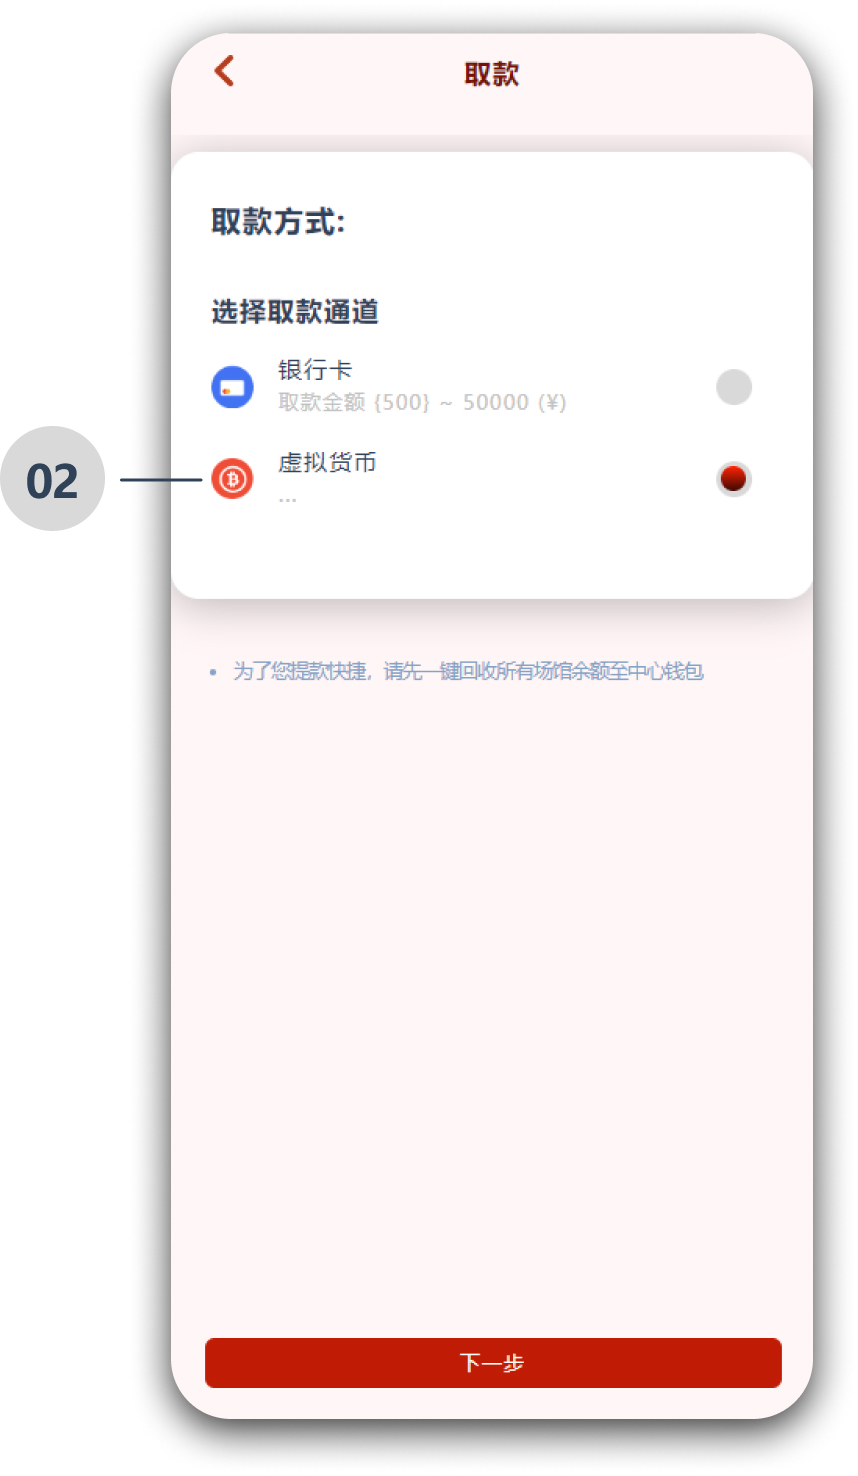 取款
取款方式:
选择取款通道
银行卡
取款金额 {500} ~ 50000 (¥)
02
虚拟货币
...
• 为了您提款快捷, 请先一键回收所有场馆余额至中心钱包
下一步